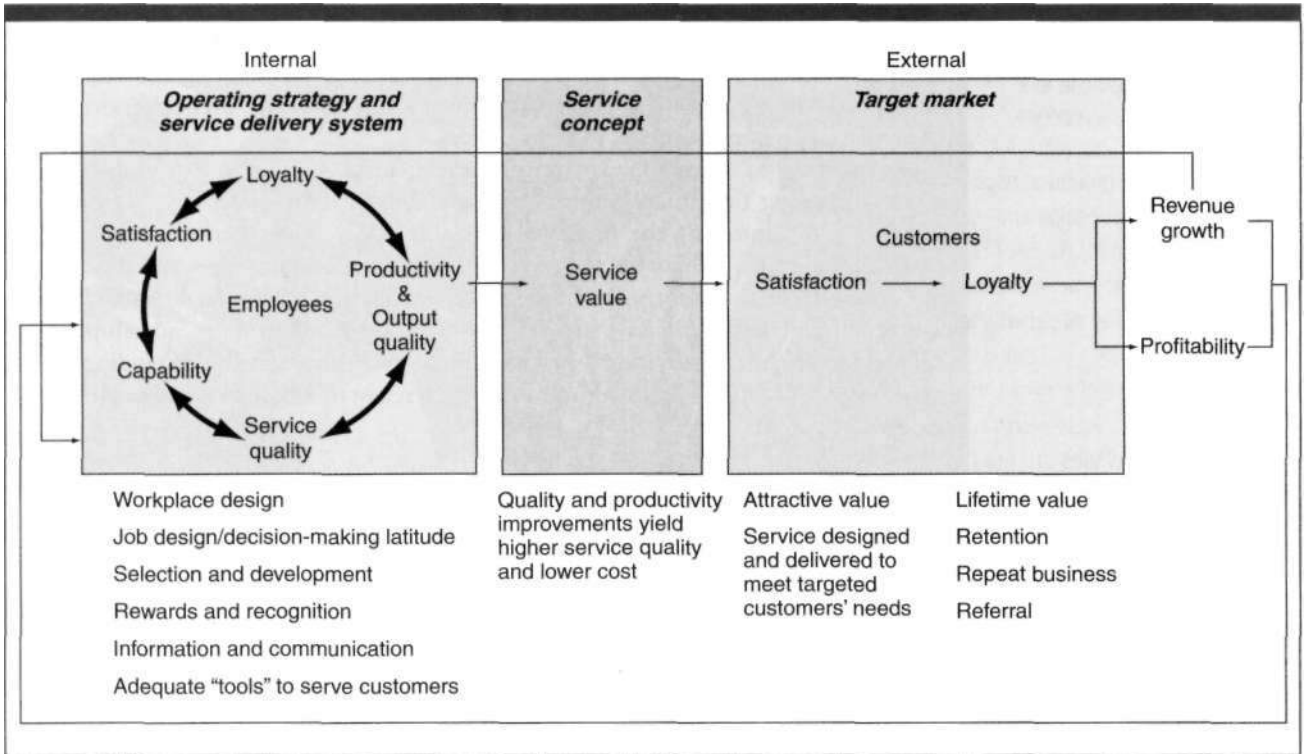 Internal
External
Operating strategy and
service delivery system
Service
concept
Target market
Loyalty
Satisfaction
Productivity
&
Output
quality
Employees
Capability
Service
quality
Service
value
Customers
Satisfaction
Loyalty
Revenue
growth
Profitability
Workplace design
Job design/decision-making latitude
Selection and development
Rewards and recognition
Information and communication
Adequate “tools” to serve customers
Quality and productivity
improvements yield
higher service quality
and lower cost
Attractive value
Service designed
and delivered to
meet targeted
customers’ needs
Lifetime value
Retention
Repeat business
Referral